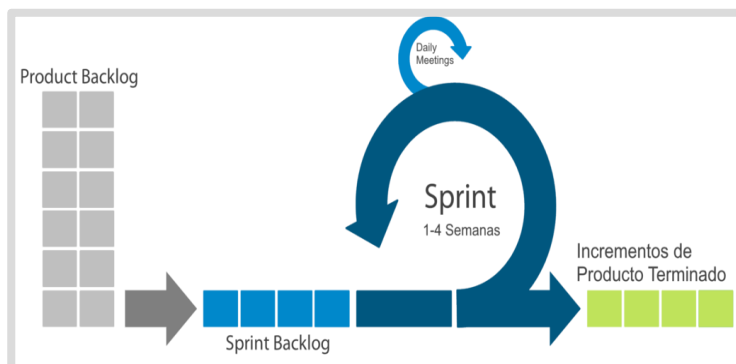 Daily
Meetings
Product Backlog
Sprint
1-4 Semanas
Incrementos de
Producto Terminado
Sprint Backlog